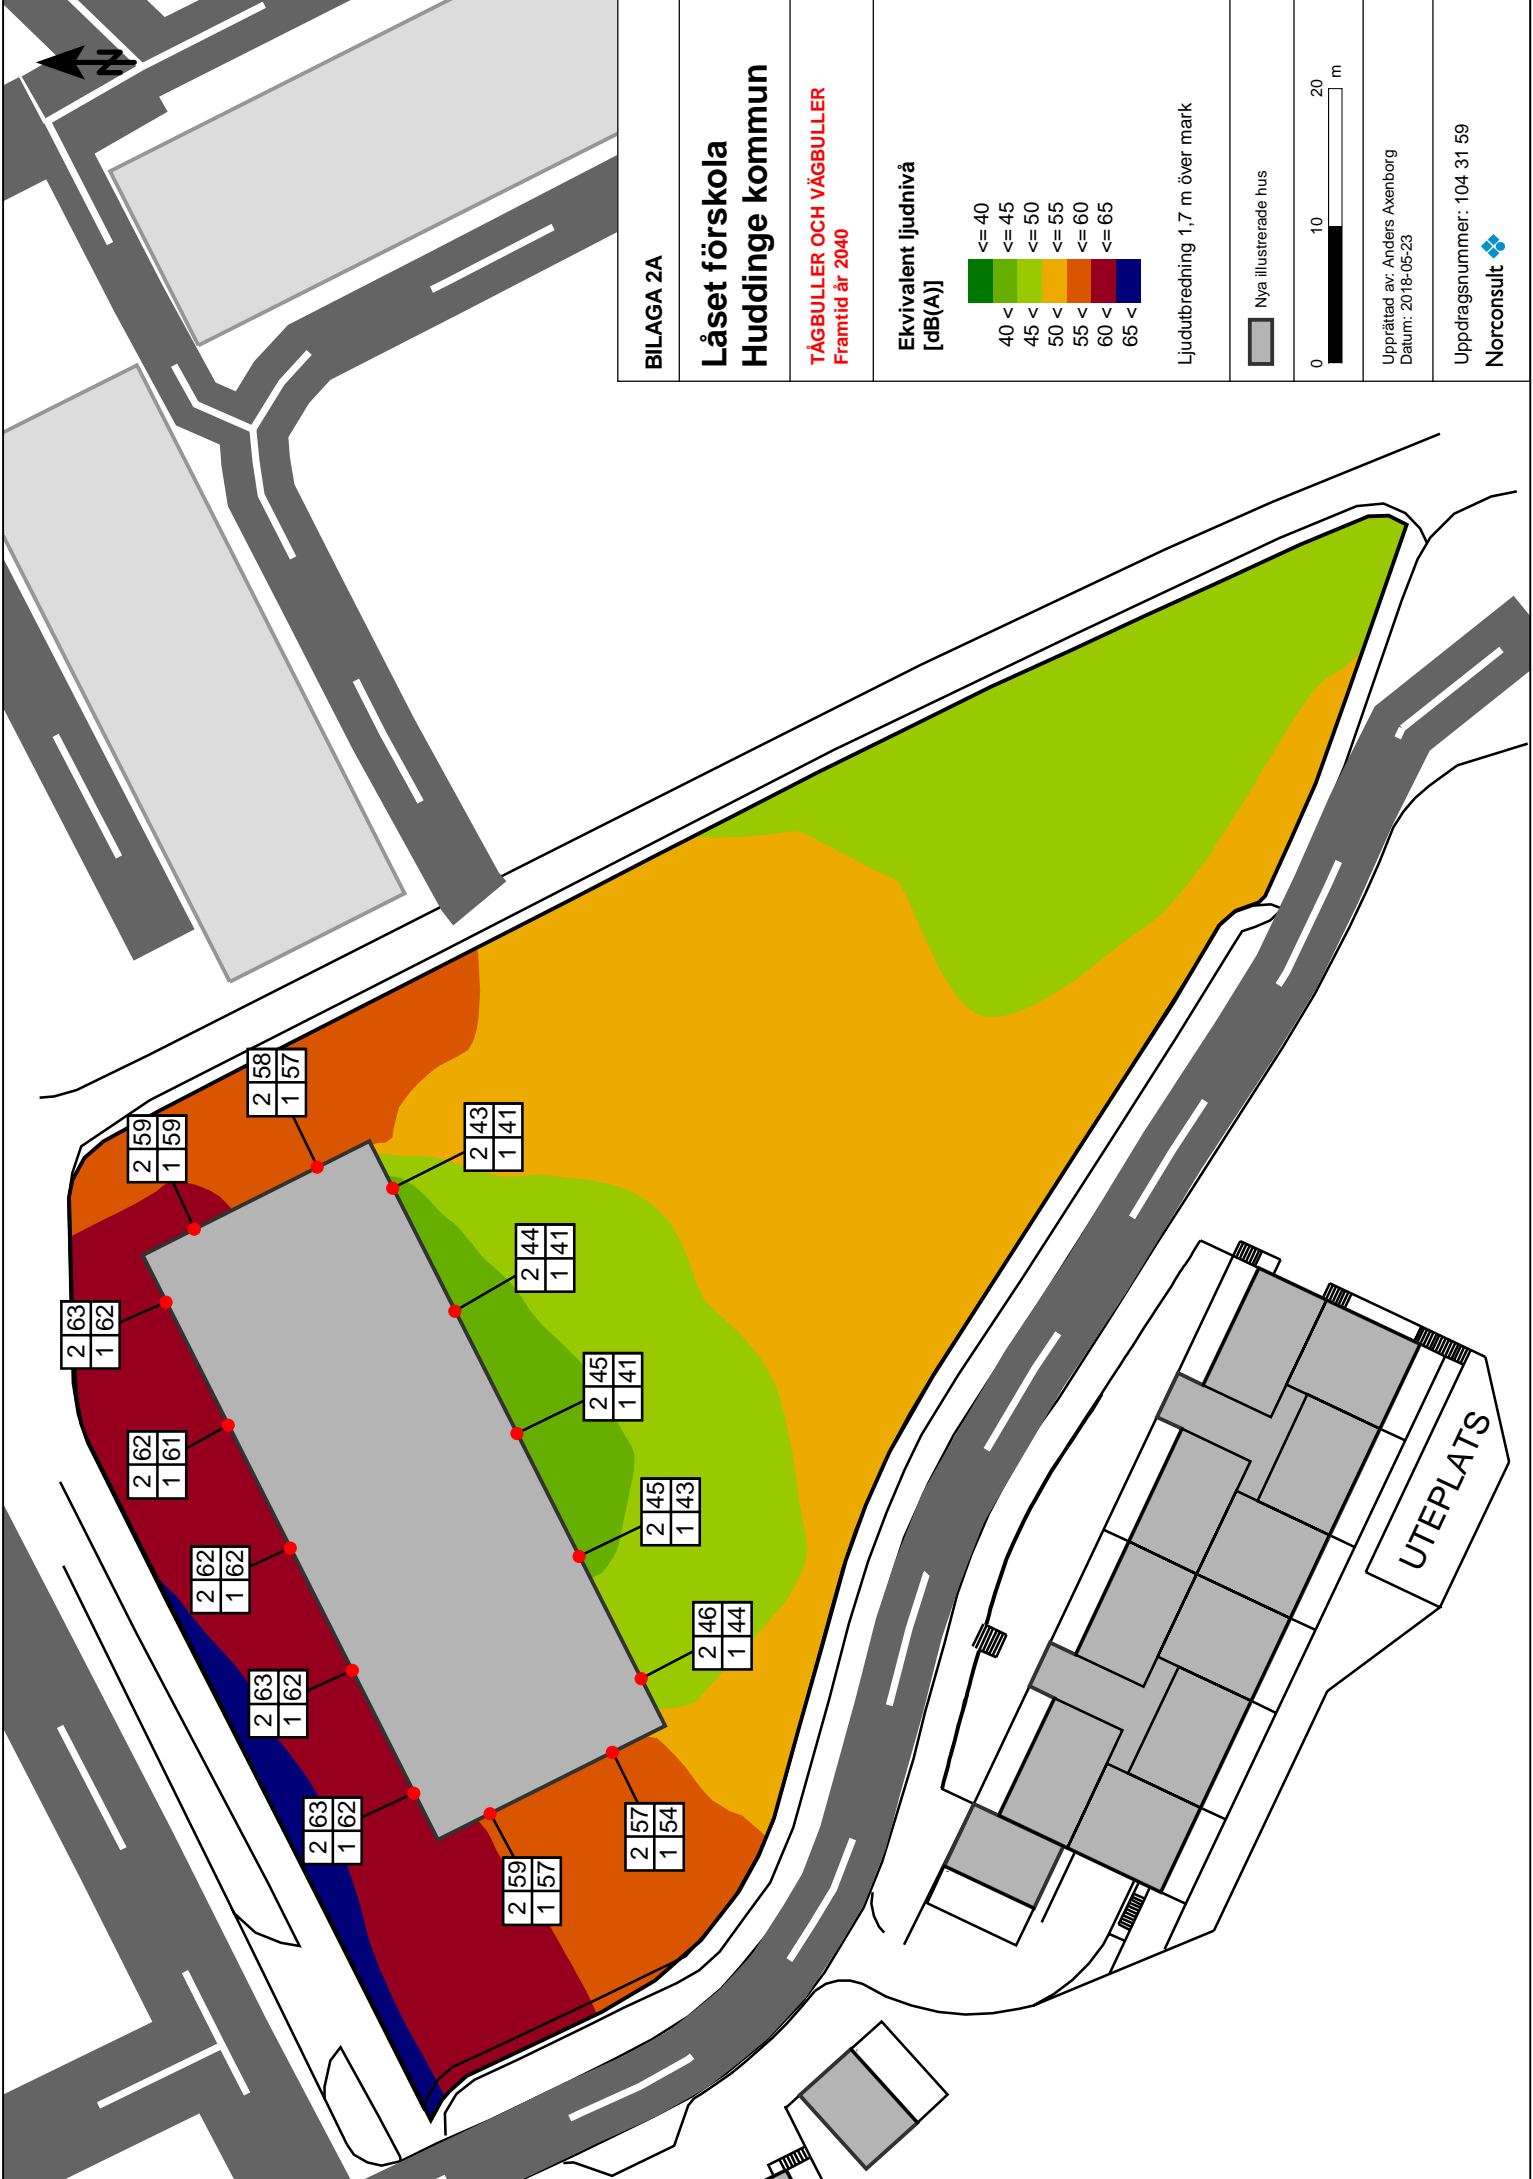 BILAGA 2A
Låset förskola
Huddinge kommun
TÅGBULLER OCH VÄGBULLER
Framtid år 2040
Ekvivalent ljudnivå
[dB(A)]
<= 40
40 < <= 45
45 < <= 50
50 < <= 55
55 < <= 60
60 < <= 65
65 <
Ljudutbredning 1,7 m över mark
Nya illustrerade hus
0 10 20
m
Upprättad av: Anders Axenborg
Datum: 2018-05-23
Uppdragsnummer: 104 31 59
Norconsult
N
2 63
1 62
2 63
1 62
2 62
1 62
2 62
1 61
2 63
1 62
2 59
1 59
2 58
1 57
2 43
1 41
2 44
1 41
2 45
1 41
2 45
1 43
2 46
1 44
2 57
1 54
2 59
1 57
UTEPLATS